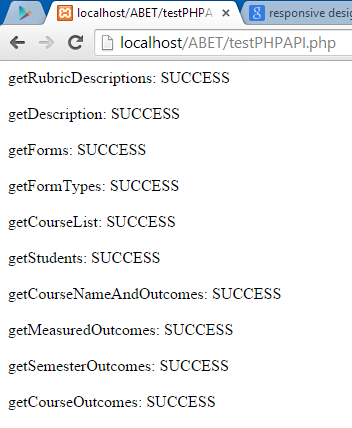 localhost/ABET/testPHPA
responsive desig
localhost/ABET/testPHPAPI.php
getRubricDescriptions: SUCCESS
getDescription: SUCCESS
getForms: SUCCESS
getFormTypes: SUCCESS
getCourseList: SUCCESS
getStudents: SUCCESS
getCourseNameAndOutcomes: SUCCESS
getMeasuredOutcomes: SUCCESS
getSemesterOutcomes: SUCCESS
getCourseOutcomes: SUCCESS